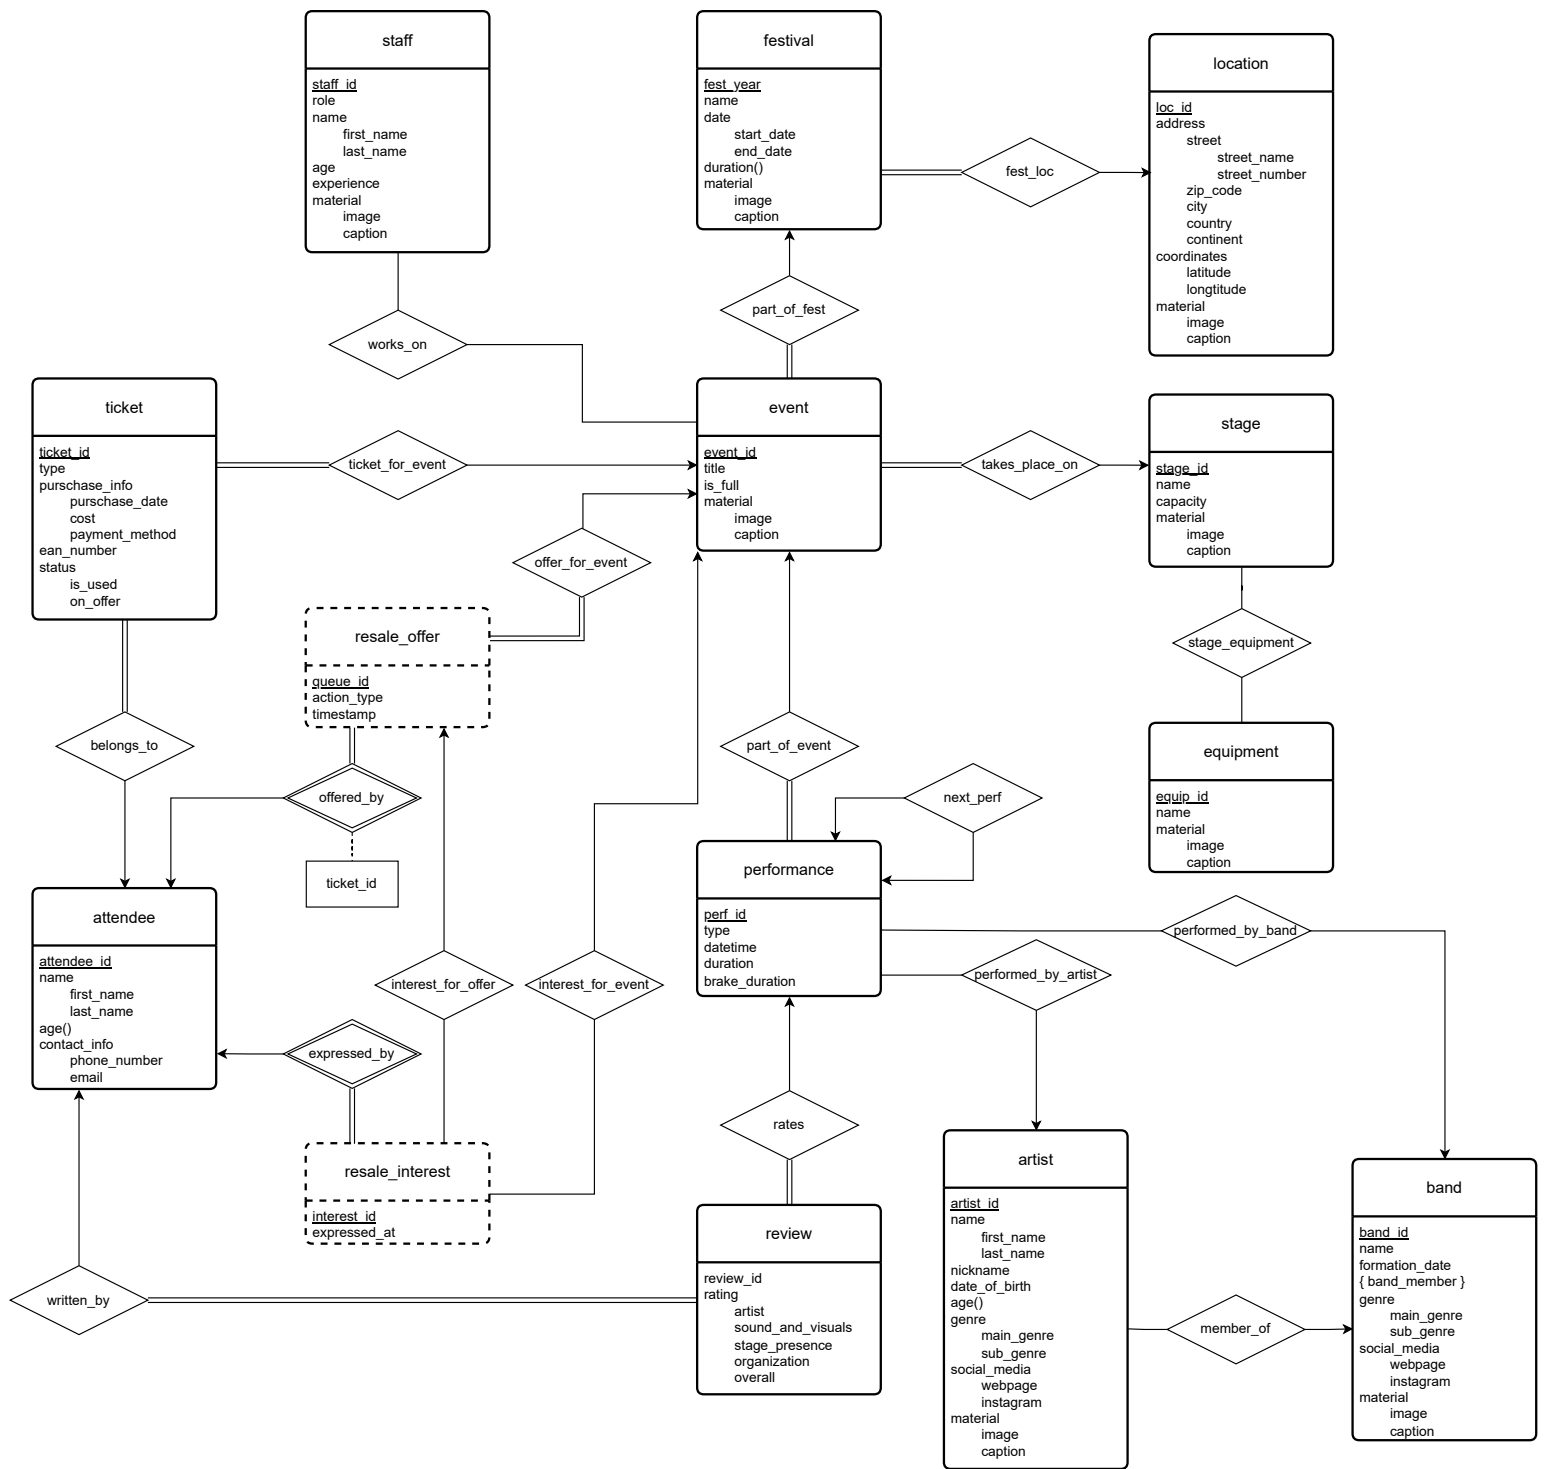 staff
staff_id
role
name
first_name
last_name
age
experience
material
image
caption
festival
fest_year
name
date
start_date
end_date
duration()
material
image
caption
fest_loc
location
loc_id
address
street
street_name
street_number
zip_code
city
country
continent
coordinates
latitude
longtitude
material
image
caption
part_of_fest
works_on
ticket
ticket_id
type
purschase_info
purschase_date
cost
payment_method
ean_number
status
is_used
on_offer
ticket_for_event
event
event_id
title
is_full
material
image
caption
takes_place_on
stage
stage_id
name
capacity
material
image
caption
offer_for_event
resale_offer
queue_id
action_type
timestamp
stage_equipment
belongs_to
offered_by
ticket_id
part_of_event
next_perf
equipment
equip_id
name
material
image
caption
attendee
attendee_id
name
first_name
last_name
age()
contact_info
phone_number
email
performance
perf_id
type
datetime
duration
brake_duration
performed_by_band
performed_by_artist
interest_for_offer
interest_for_event
expressed_by
rates
resale_interest
interest_id
expressed_at
written_by
review
review_id
rating
artist
sound_and_visuals
stage_presence
organization
overall
artist
artist_id
name
first_name
last_name
nickname
date_of_birth
age()
genre
main_genre
sub_genre
social_media
webpage
instagram
material
image
caption
member_of
band
band_id
name
formation_date
{ band_member }
genre
main_genre
sub_genre
social_media
webpage
instagram
material
image
caption